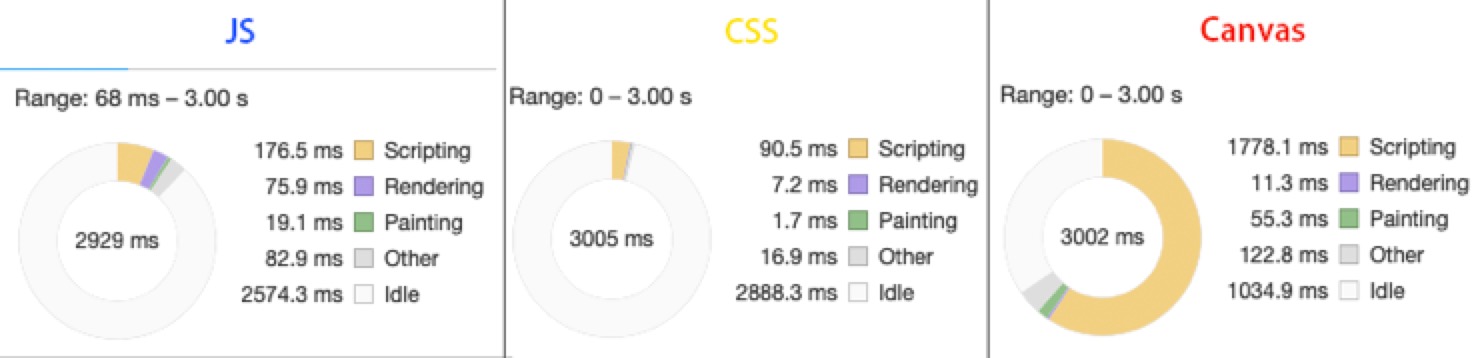 JS
Range: 68 ms – 3.00 s
2929 ms
176.5 ms Scripting
75.9 ms Rendering
19.1 ms Painting
82.9 ms Other
2574.3 ms Idle
CSS
Range: 0 – 3.00 s
3005 ms
90.5 ms Scripting
7.2 ms Rendering
1.7 ms Painting
16.9 ms Other
2888.3 ms Idle
Canvas
Range: 0 – 3.00 s
3002 ms
1778.1 ms Scripting
11.3 ms Rendering
55.3 ms Painting
122.8 ms Other
1034.9 ms Idle